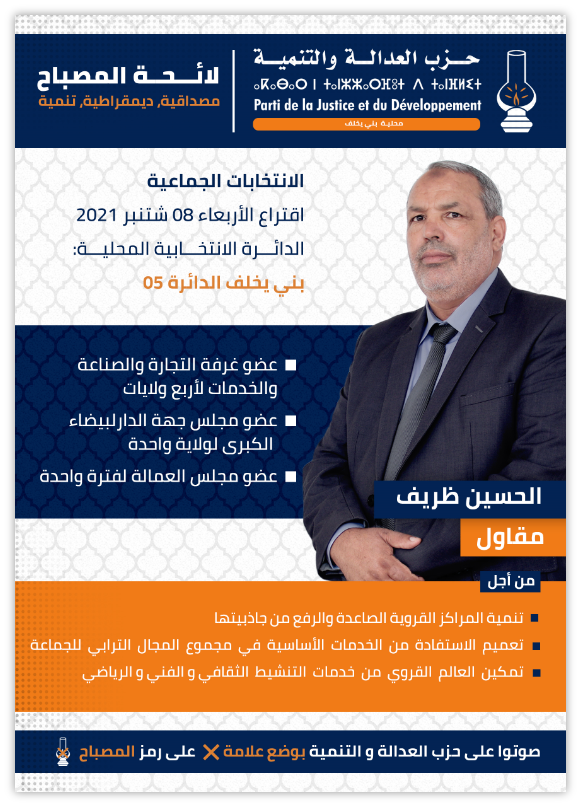 حزب العدالة والتنمية
ⴰⴽⴰⴱⴰⵔ ⵏ ⵜⴰⵏⵣⵣⴰⵔⴼⵓⵜ ⴷ ⵜⴰⵏⴼⵍⵉⵜ
Parti de la Justice et du Développement
محلية بني يخلف
لائحة المصباح
مصداقية، ديمقراطية، تنمية
الانتخابات الجماعية
اقتراع الأربعاء 08 شتنبر 2021
الدائرة الانتخابية المحلية:
بني يخلف الدائرة 05
عضو غرفة التجارة والصناعة
والخدمات لأربع ولايات
عضو مجلس جهة الدارلبيضاء
الكبرى لولاية واحدة
عضو مجلس العمالة لفترة واحدة
الحسين ظريف
مقاول
من أجل
تنمية المراكز القروية الصاعدة والرفع من جاذبيتها
تعميم الاستفادة من الخدمات الأساسية في مجموع المجال الترابي للجماعة
تمكين العالم القروي من خدمات التنشيط الثقافي و الفني و الرياضي
صوتوا على حزب العدالة و التنمية بوضع علامة ✕ على رمز المصباح